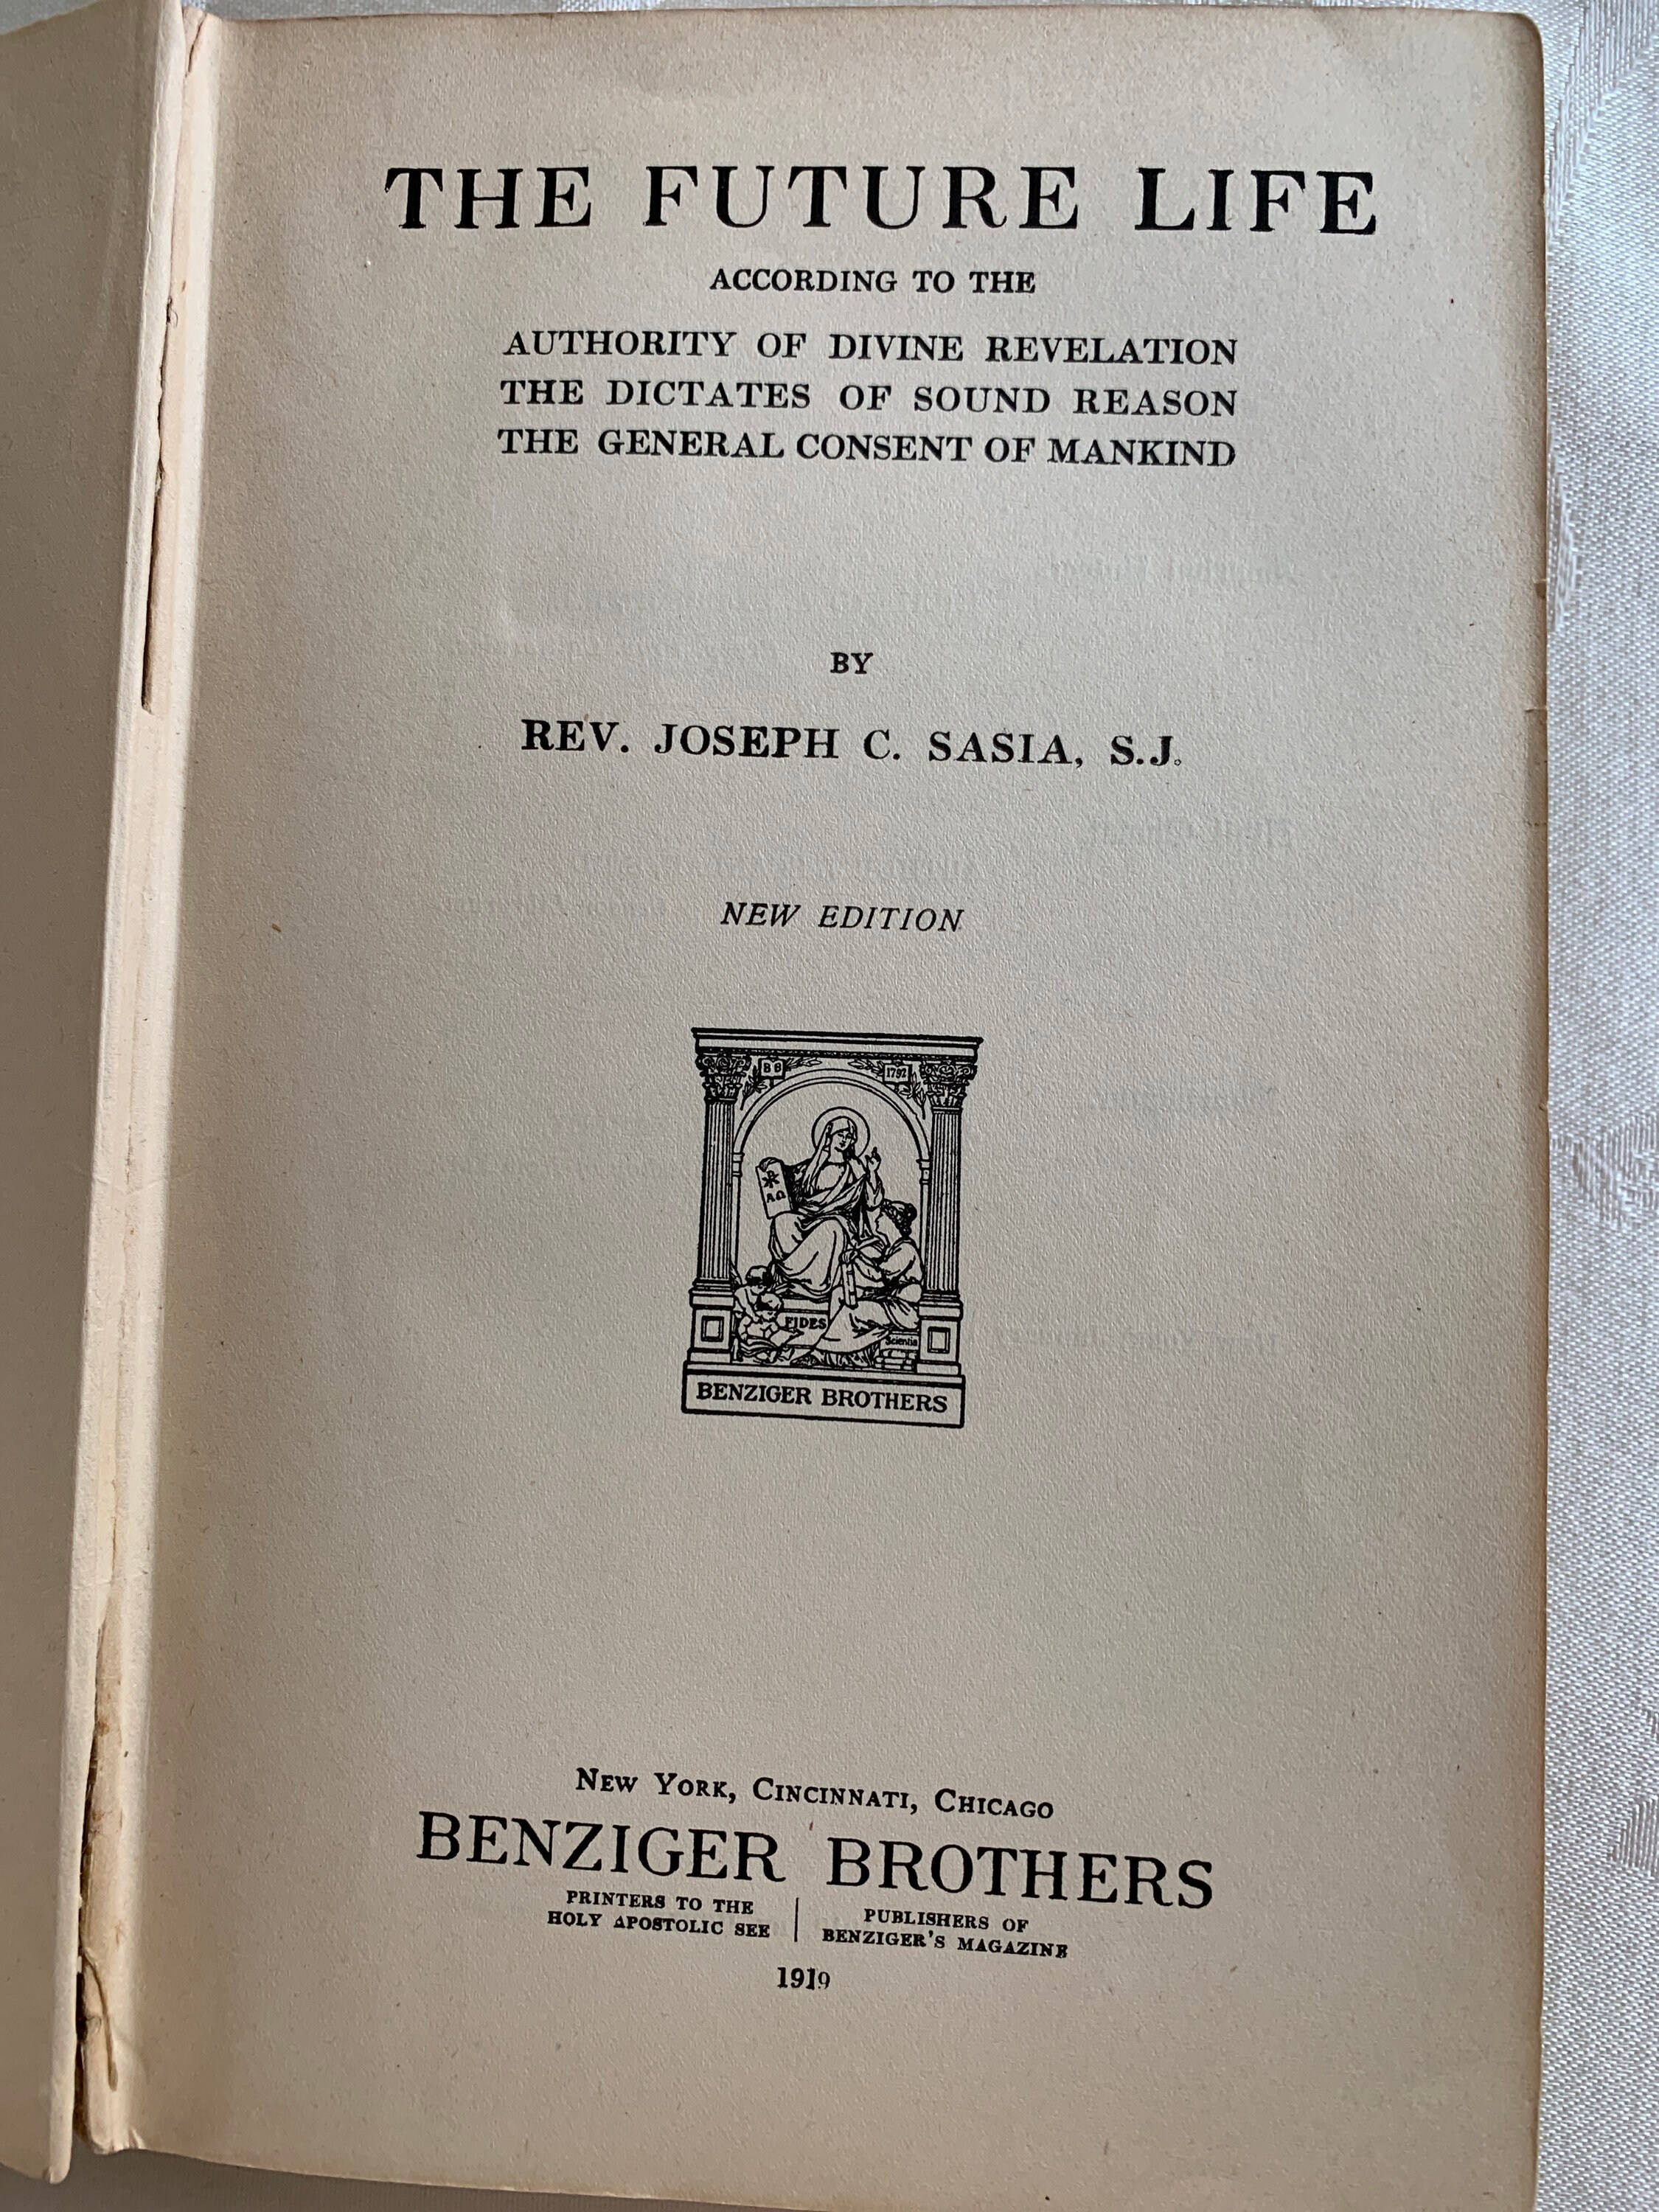 THE FUTURE LIFE
ACCORDING TO THE
AUTHORITY OF DIVINE REVELATION
THE DICTATES OF SOUND REASON
THE GENERAL CONSENT OF MANKIND
BY
REV. JOSEPH C. SASIA, S.J.
NEW EDITION
B B 1792
ΑΩ
FIDES
Scientia
BENZIGER BROTHERS
NEW YORK, CINCINNATI, CHICAGO
BENZIGER BROTHERS
PRINTERS TO THE
HOLY APOSTOLIC SEE
PUBLISHERS OF
BENZIGER'S MAGAZINE
1919